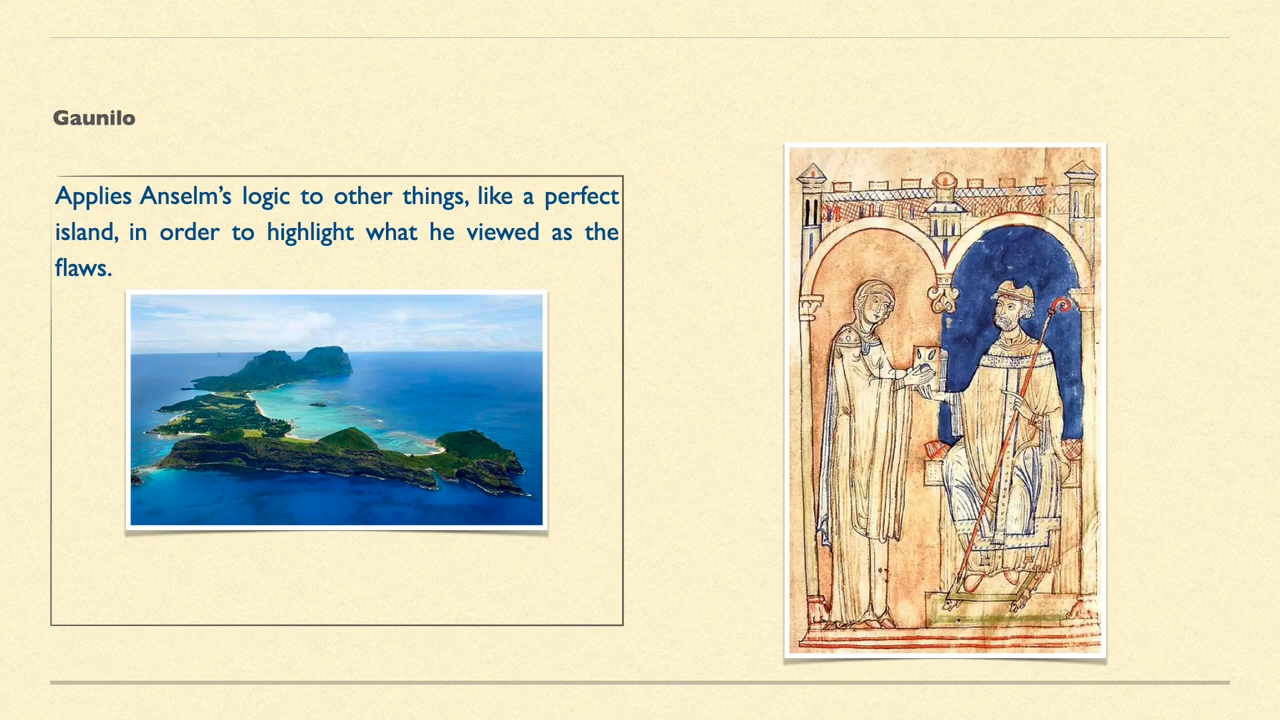 Gaunilo
Applies Anselm’s logic to other things, like a perfect
island, in order to highlight what he viewed as the
flaws.